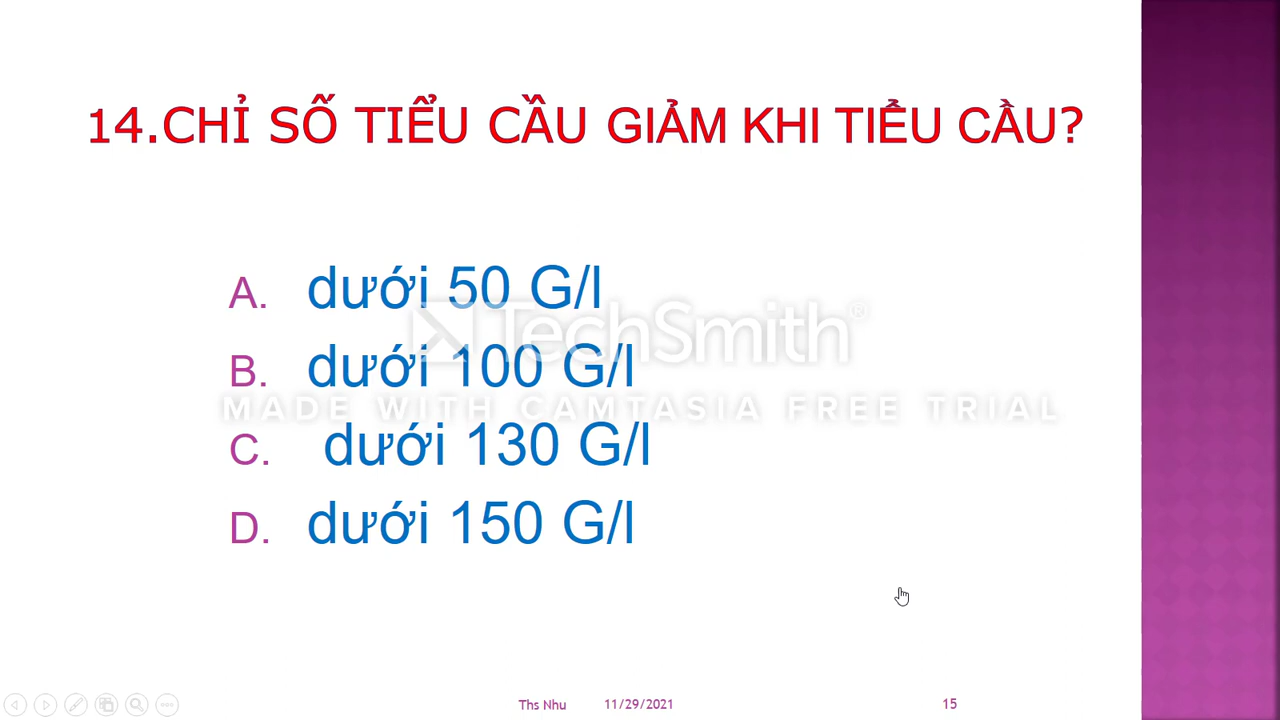 14.CHỈ SỐ TIỂU CẦU GIẢM KHI TIỂU CẦU?
A. dưới 50 G/l
TechSmith®
B. dưới 100 G/l
MADE WITH CAMTASIA FREE TRIAL
C. dưới 130 G/l
D. dưới 150 G/l
Ths Nhu 11/29/2021 15